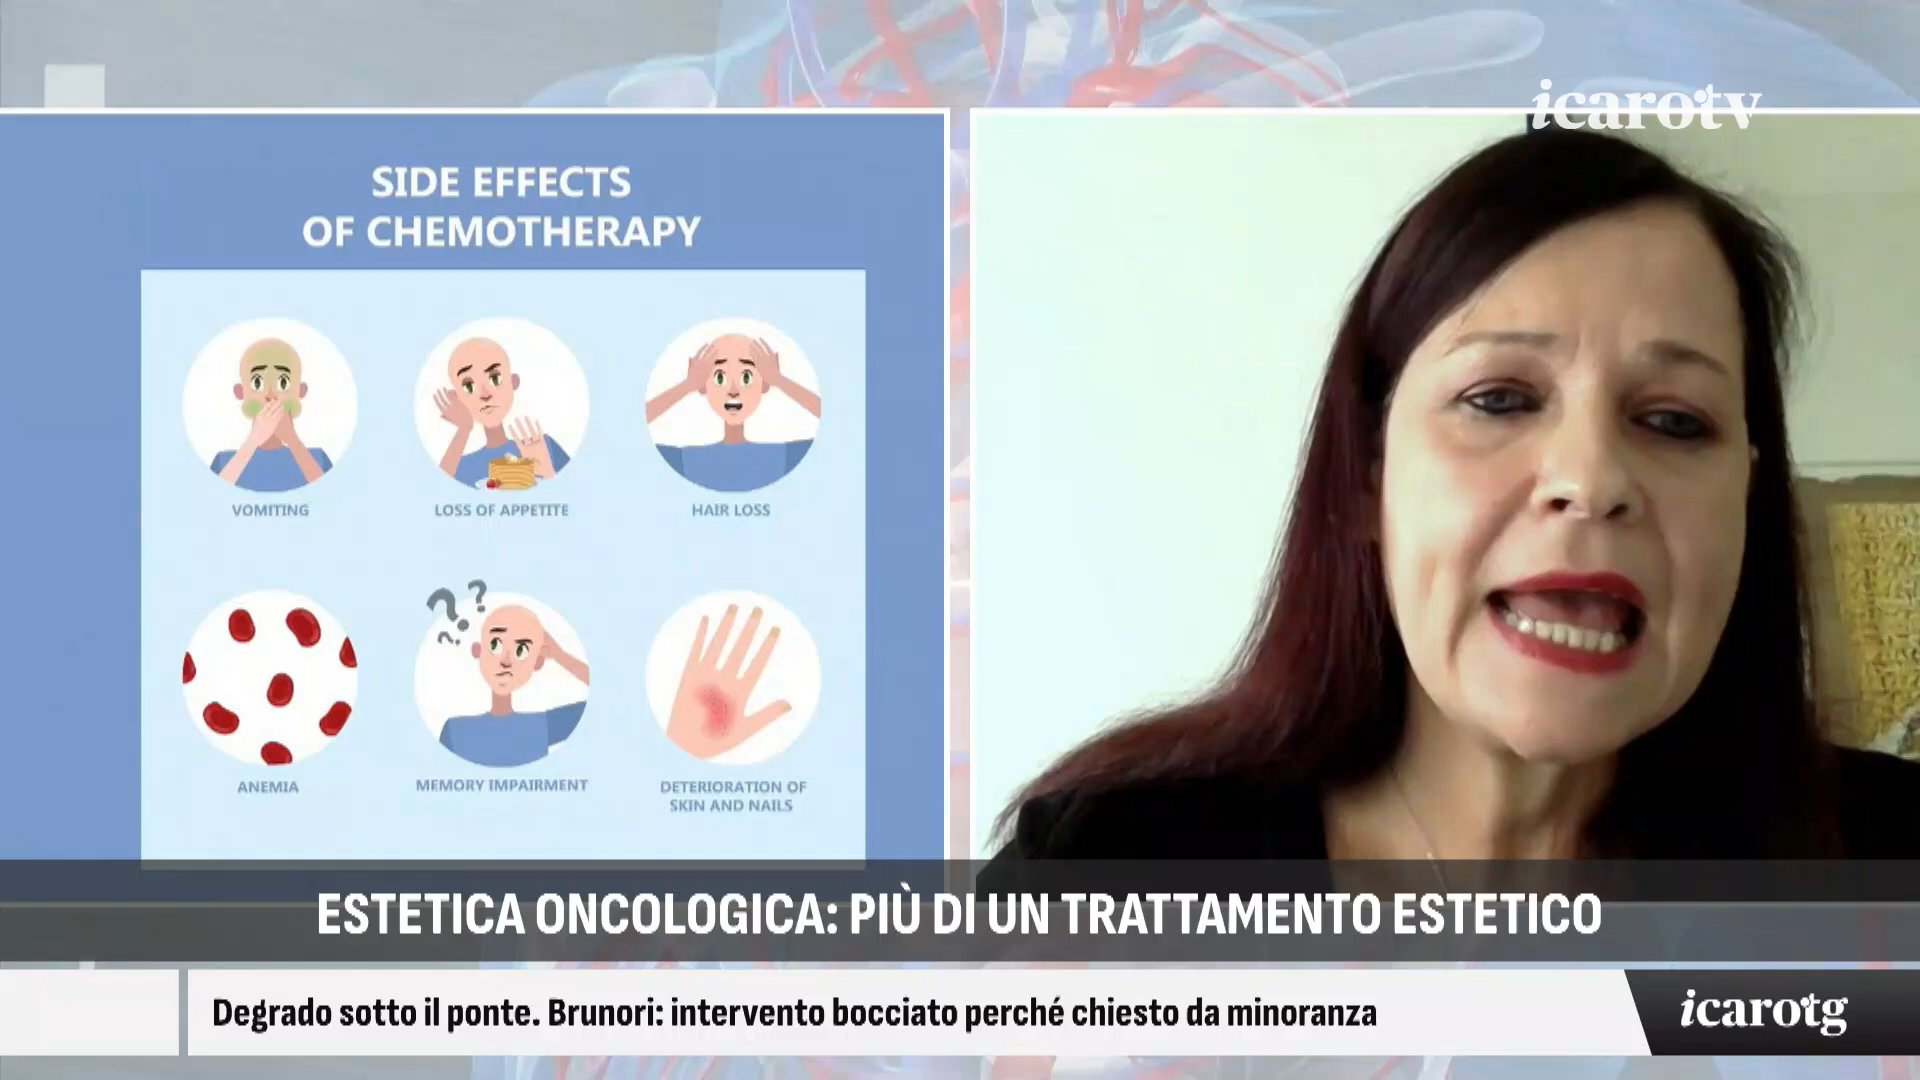 icarotv
SIDE EFFECTS
OF CHEMOTHERAPY
VOMITING
LOSS OF APPETITE
HAIR LOSS
???
ANEMIA
MEMORY IMPAIRMENT
DETERIORATION OF
SKIN AND NAILS
ESTETICA ONCOLOGICA: PIÙ DI UN TRATTAMENTO ESTETICO
Degrado sotto il ponte. Brunori: intervento bocciato perché chiesto da minoranza
icarotg